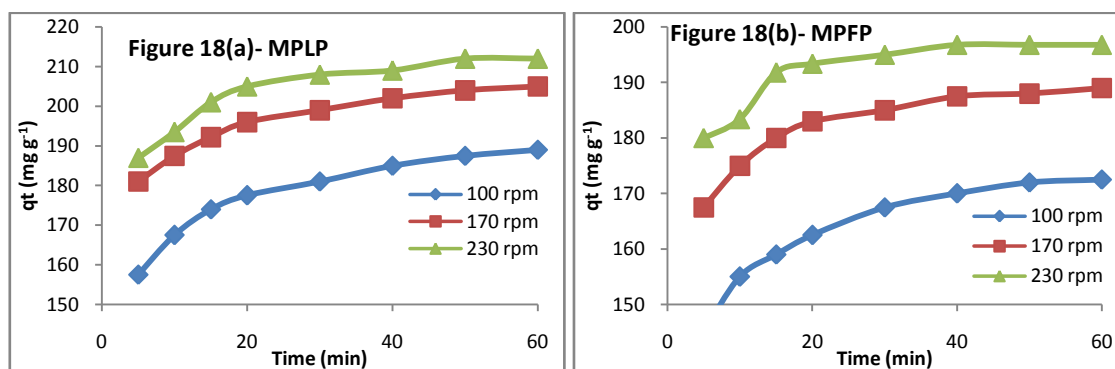 Figure 18(a)- MPLP
qt (mg g-1)
220
210
200
190
180
170
160
150
0
20
40
60
Time (min)
100 rpm
170 rpm
230 rpm
Figure 18(b)- MPFP
qt (mg g-1)
200
190
180
170
160
150
0
20
40
60
Time (min)
100 rpm
170 rpm
230 rpm